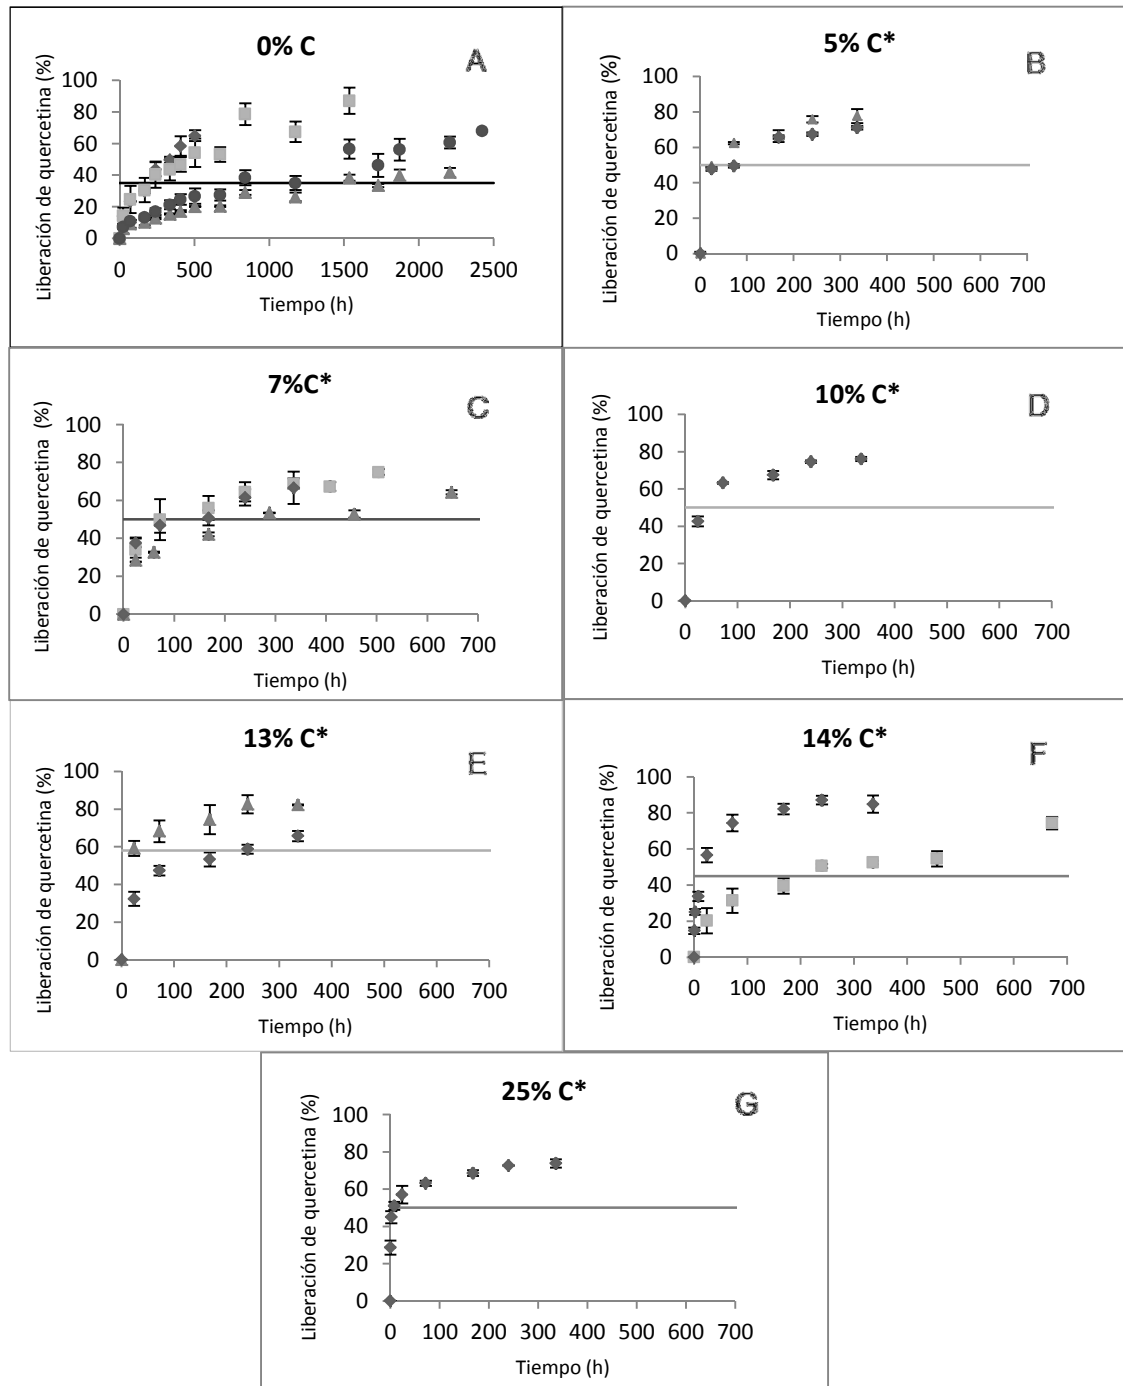 0% C
A
Liberación de quercetina (%)
100
80
60
40
20
0
0 500 1000 1500 2000 2500
Tiempo (h)
5% C*
B
Liberación de quercetina (%)
100
80
60
40
20
0
0 100 200 300 400 500 600 700
Tiempo (h)
7%C*
C
Liberación de quercetina (%)
100
80
60
40
20
0
0 100 200 300 400 500 600 700
Tiempo (h)
10% C*
D
Liberación de quercetina (%)
100
80
60
40
20
0
0 100 200 300 400 500 600 700
Tiempo (h)
13% C*
E
Liberación de quercetina (%)
100
80
60
40
20
0
0 100 200 300 400 500 600 700
Tiempo (h)
14% C*
F
Liberación de quercetina (%)
100
80
60
40
20
0
0 100 200 300 400 500 600 700
Tiempo (h)
25% C*
G
Liberación de quercetina (%)
100
80
60
40
20
0
0 100 200 300 400 500 600 700
Tiempo (h)